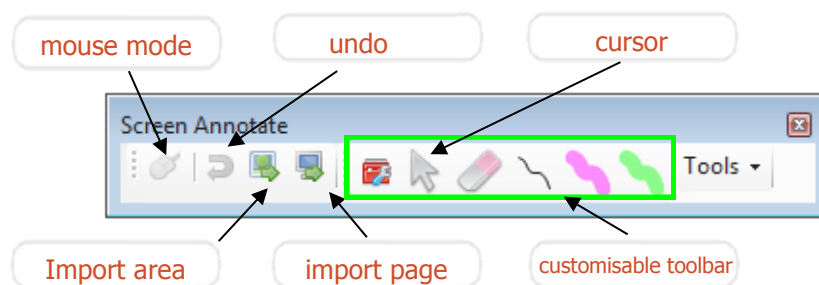 mouse mode
undo
cursor
Screen Annotate
Tools
Import area
import page
customisable toolbar